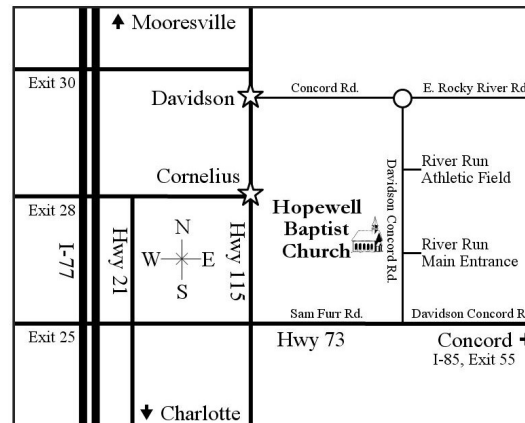 Mooresville
Exit 30
Davidson
Concord Rd.
E. Rocky River Rd
Cornelius
River Run
Athletic Field
Davidson Concord Rd.
Exit 28
Hopewell
Baptist
Church
I-77
Hwy 21
N
W E
S
Hwy 115
River Run
Main Entrance
Sam Furr Rd.
Davidson Concord R
Exit 25
Hwy 73
Concord
I-85, Exit 55
Charlotte